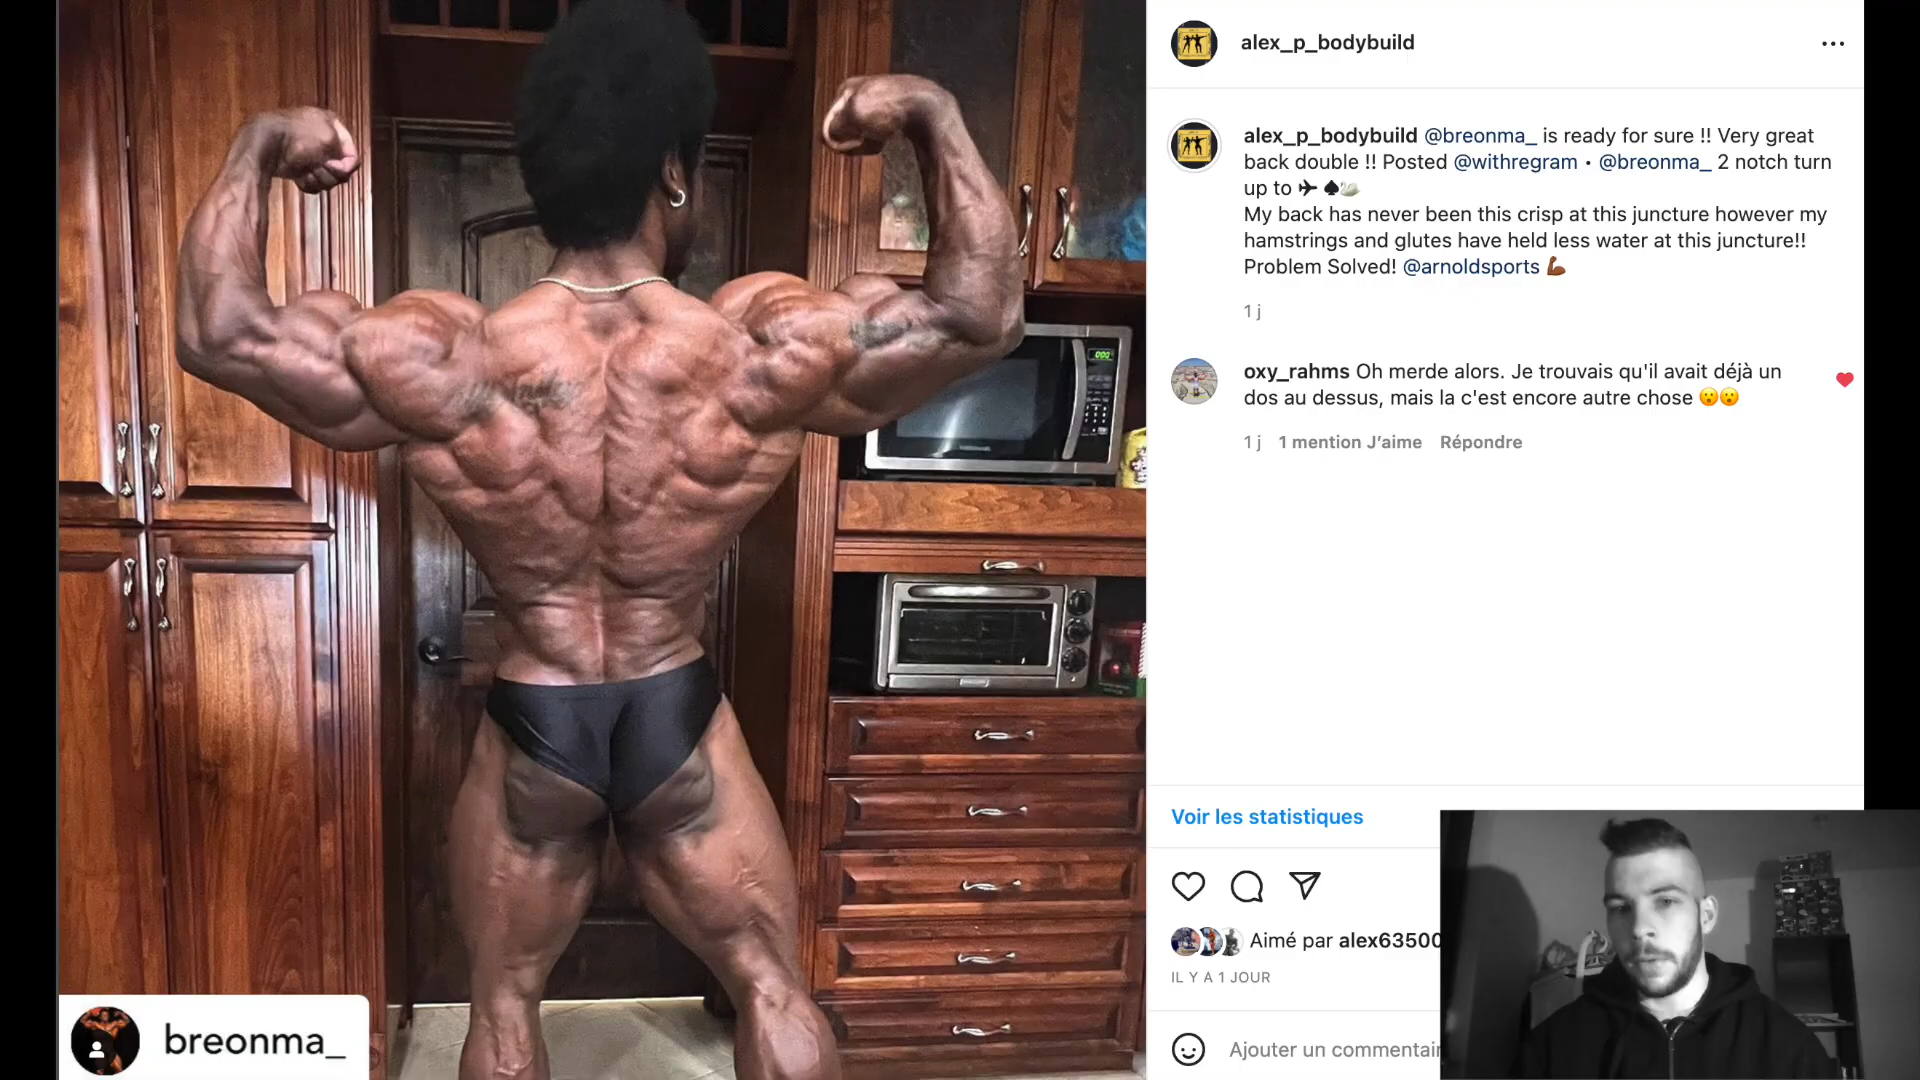 alex_p_bodybuild
alex_p_bodybuild @breonma_ is ready for sure !! Very great
back double !! Posted @withregram • @breonma_ 2 notch turn
up to ✈️ ♠️🦢
My back has never been this crisp at this juncture however my
hamstrings and glutes have held less water at this juncture!!
Problem Solved! @arnoldsports 💪🏾
1 j
oxy_rahms Oh merde alors. Je trouvais qu'il avait déjà un
dos au dessus, mais la c'est encore autre chose 😮😮
1 j 1 mention J’aime Répondre
Voir les statistiques
Aimé par alex63500
IL Y A 1 JOUR
Ajouter un commentair
breonma_